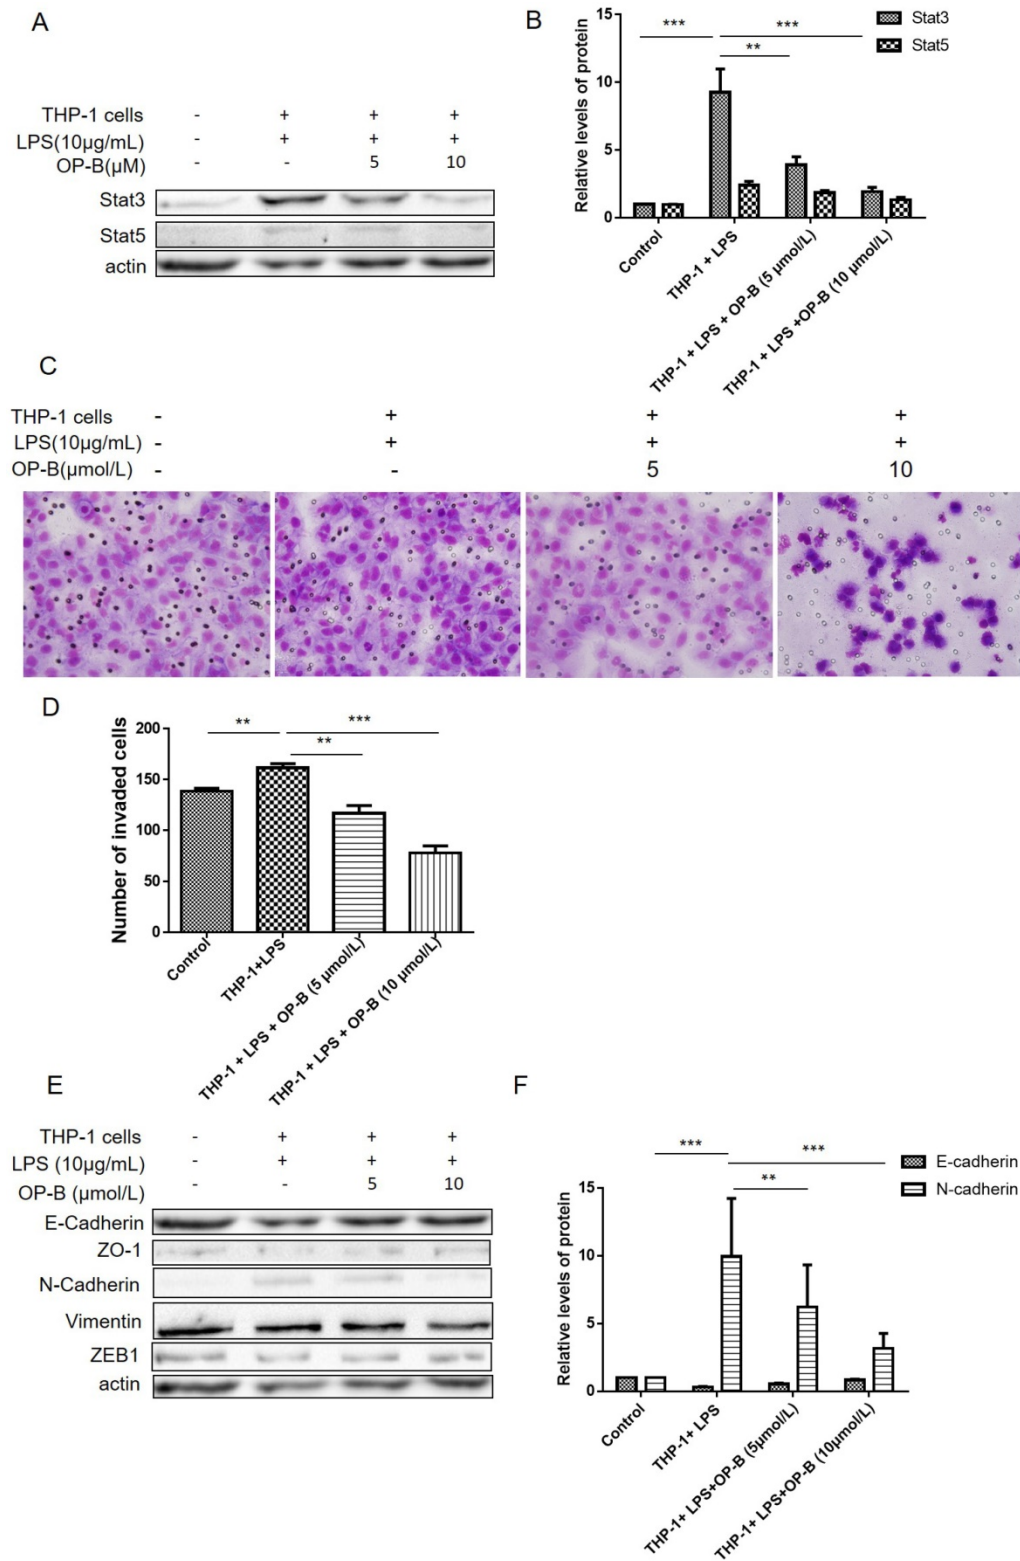 A
THP-1 cells - + + +
LPS(10µg/mL) - + + +
OP-B(µM) - - 5 10
Stat3
Stat5
actin
B
Relative levels of protein
15
10
5
0
***
***
**
Stat3
Stat5
Control
THP-1 + LPS
THP-1 + LPS + OP-B (5 µmol/L)
THP-1 + LPS +OP-B (10 µmol/L)
C
THP-1 cells - + + +
LPS(10µg/mL) - + + +
OP-B(µmol/L) - - 5 10
D
Number of invaded cells
200
150
100
50
0
**
***
**
Control
THP-1+LPS
THP-1 + LPS + OP-B (5 µmol/L)
THP-1 + LPS + OP-B (10 µmol/L)
E
THP-1 cells - + + +
LPS (10µg/mL) - + + +
OP-B (µmol/L) - - 5 10
E-Cadherin
ZO-1
N-Cadherin
Vimentin
ZEB1
actin
F
Relative levels of protein
15
10
5
0
***
***
**
E-cadherin
N-cadherin
Control
THP-1+ LPS
THP-1+ LPS+OP-B (5µmol/L)
THP-1+ LPS+OP-B (10µmol/L)